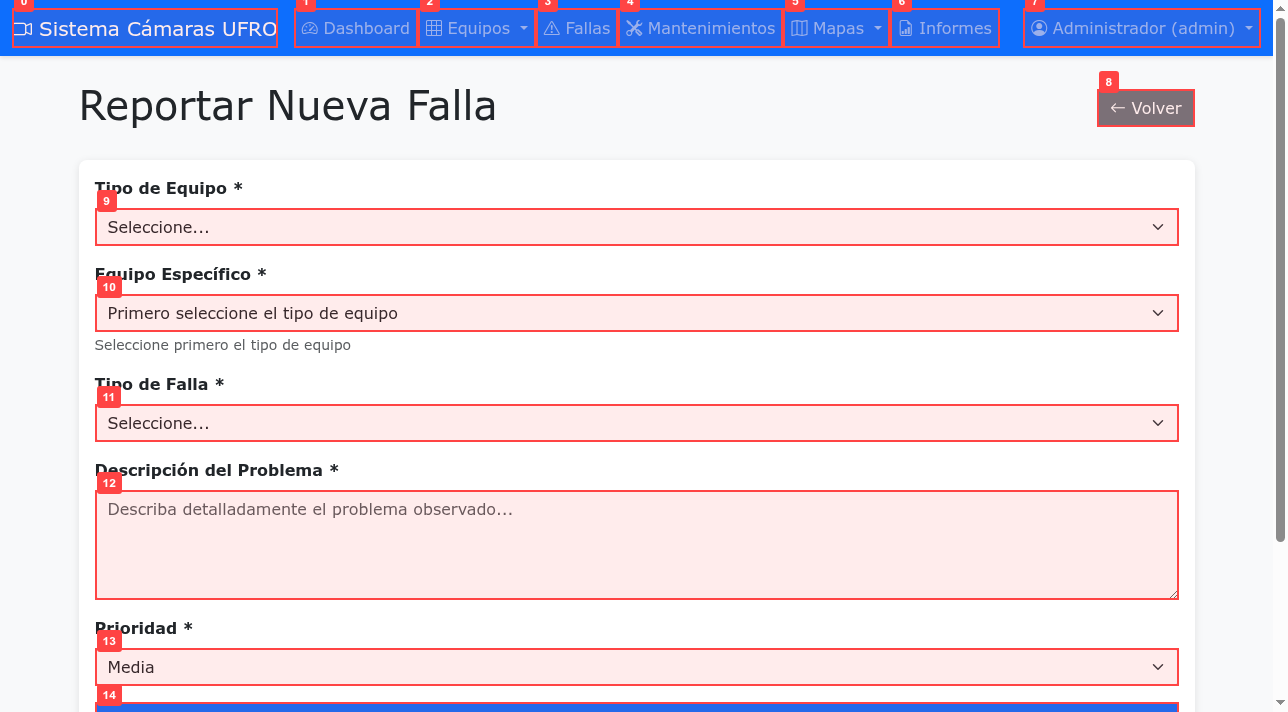 0 1 2 3 4 5 6 7
Sistema Cámaras UFRO Dashboard Equipos Fallas Mantenimientos Mapas Informes Administrador (admin)
8
Reportar Nueva Falla ← Volver
Tipo de Equipo *
9
Seleccione...
Equipo Específico *
10
Primero seleccione el tipo de equipo
Seleccione primero el tipo de equipo
Tipo de Falla *
11
Seleccione...
Descripción del Problema *
12
Describa detalladamente el problema observado...
Prioridad *
13
Media
14